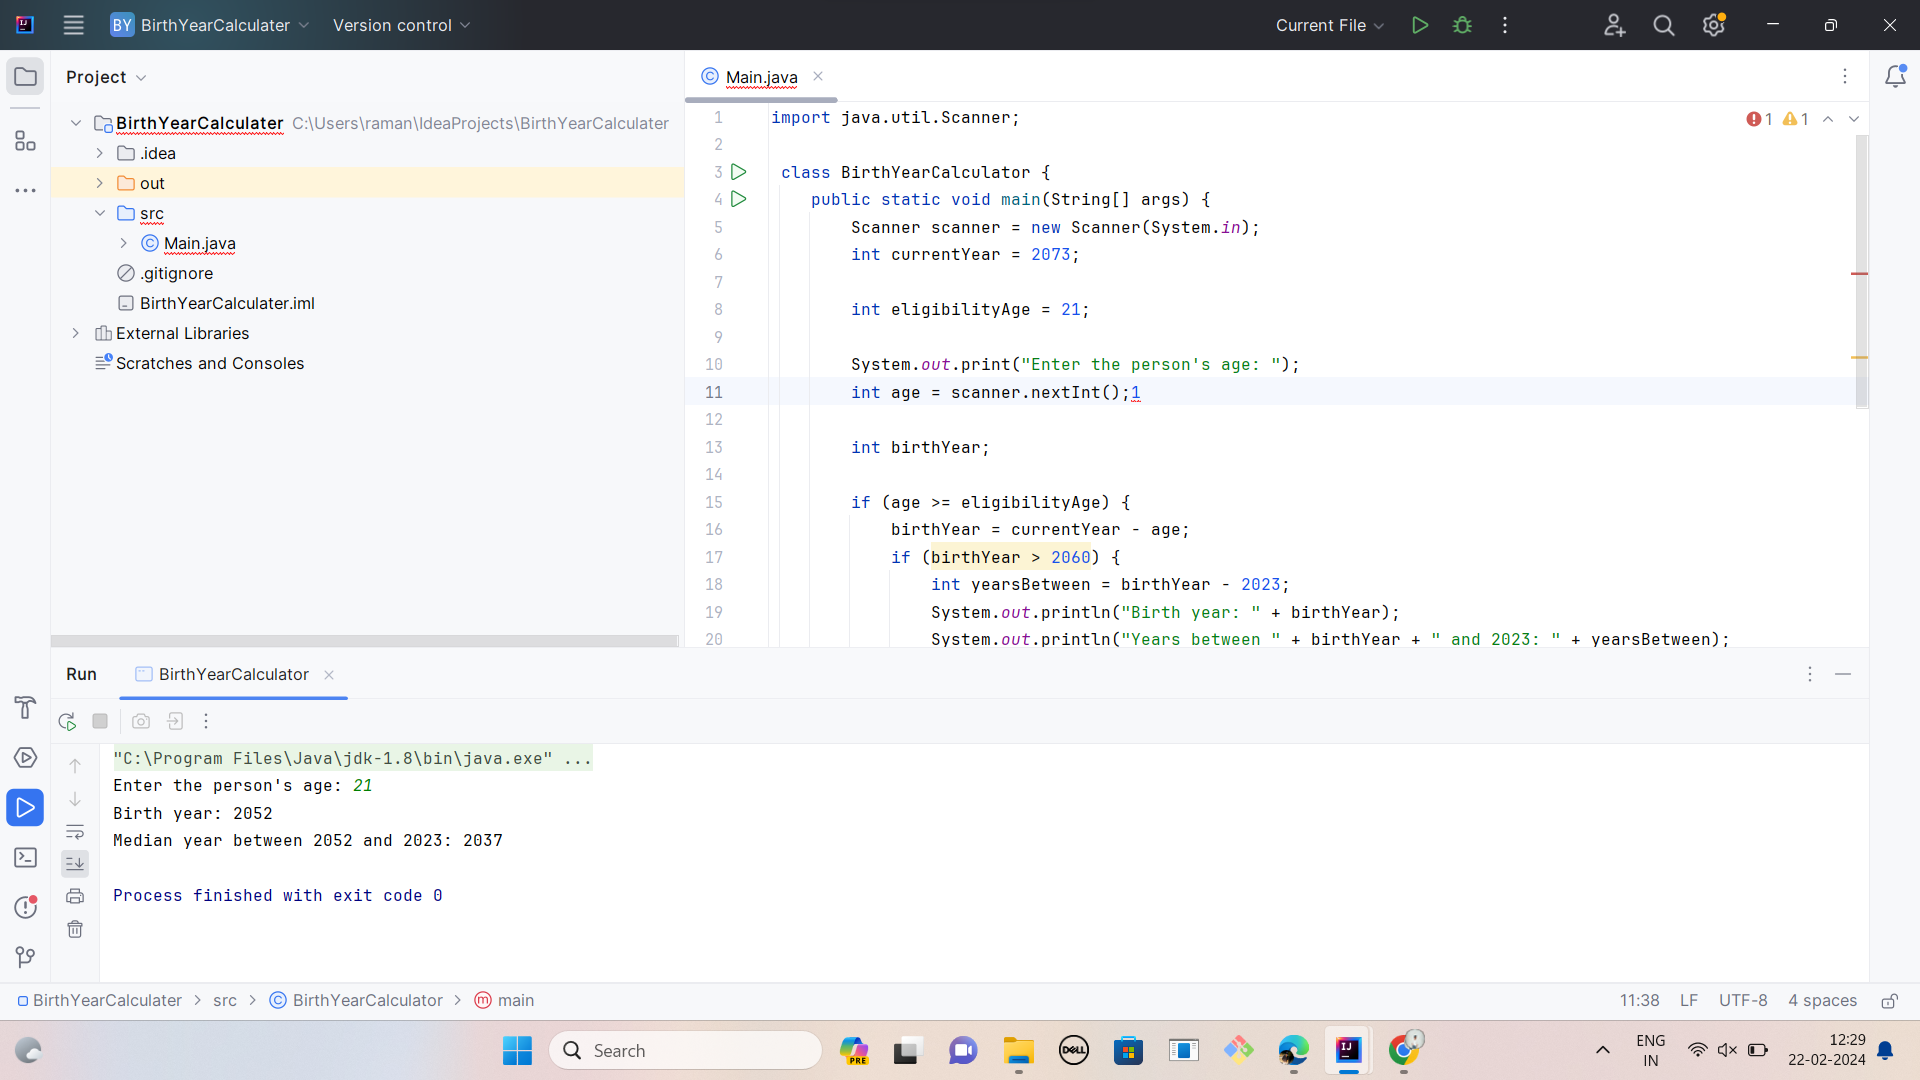 BY BirthYearCalculater Version control Current File
Project
Main.java
BirthYearCalculater C:\Users\raman\IdeaProjects\BirthYearCalculater
.idea
out
src
Main.java
.gitignore
BirthYearCalculater.iml
External Libraries
Scratches and Consoles
1 import java.util.Scanner;
1 1
2
3 class BirthYearCalculator {
4 public static void main(String[] args) {
5 Scanner scanner = new Scanner(System.in);
6 int currentYear = 2073;
7
8 int eligibilityAge = 21;
9
10 System.out.print("Enter the person's age: ");
11 int age = scanner.nextInt();1
12
13 int birthYear;
14
15 if (age >= eligibilityAge) {
16 birthYear = currentYear - age;
17 if (birthYear > 2060) {
18 int yearsBetween = birthYear - 2023;
19 System.out.println("Birth year: " + birthYear);
20 System.out.println("Years between " + birthYear + " and 2023: " + yearsBetween);
Run BirthYearCalculator
"C:\Program Files\Java\jdk-1.8\bin\java.exe" ...
Enter the person's age: 21
Birth year: 2052
Median year between 2052 and 2023: 2037
Process finished with exit code 0
BirthYearCalculater > src > BirthYearCalculator > main
11:38 LF UTF-8 4 spaces
Search
PRE
DELL
IJ
ENG
IN
12:29
22-02-2024